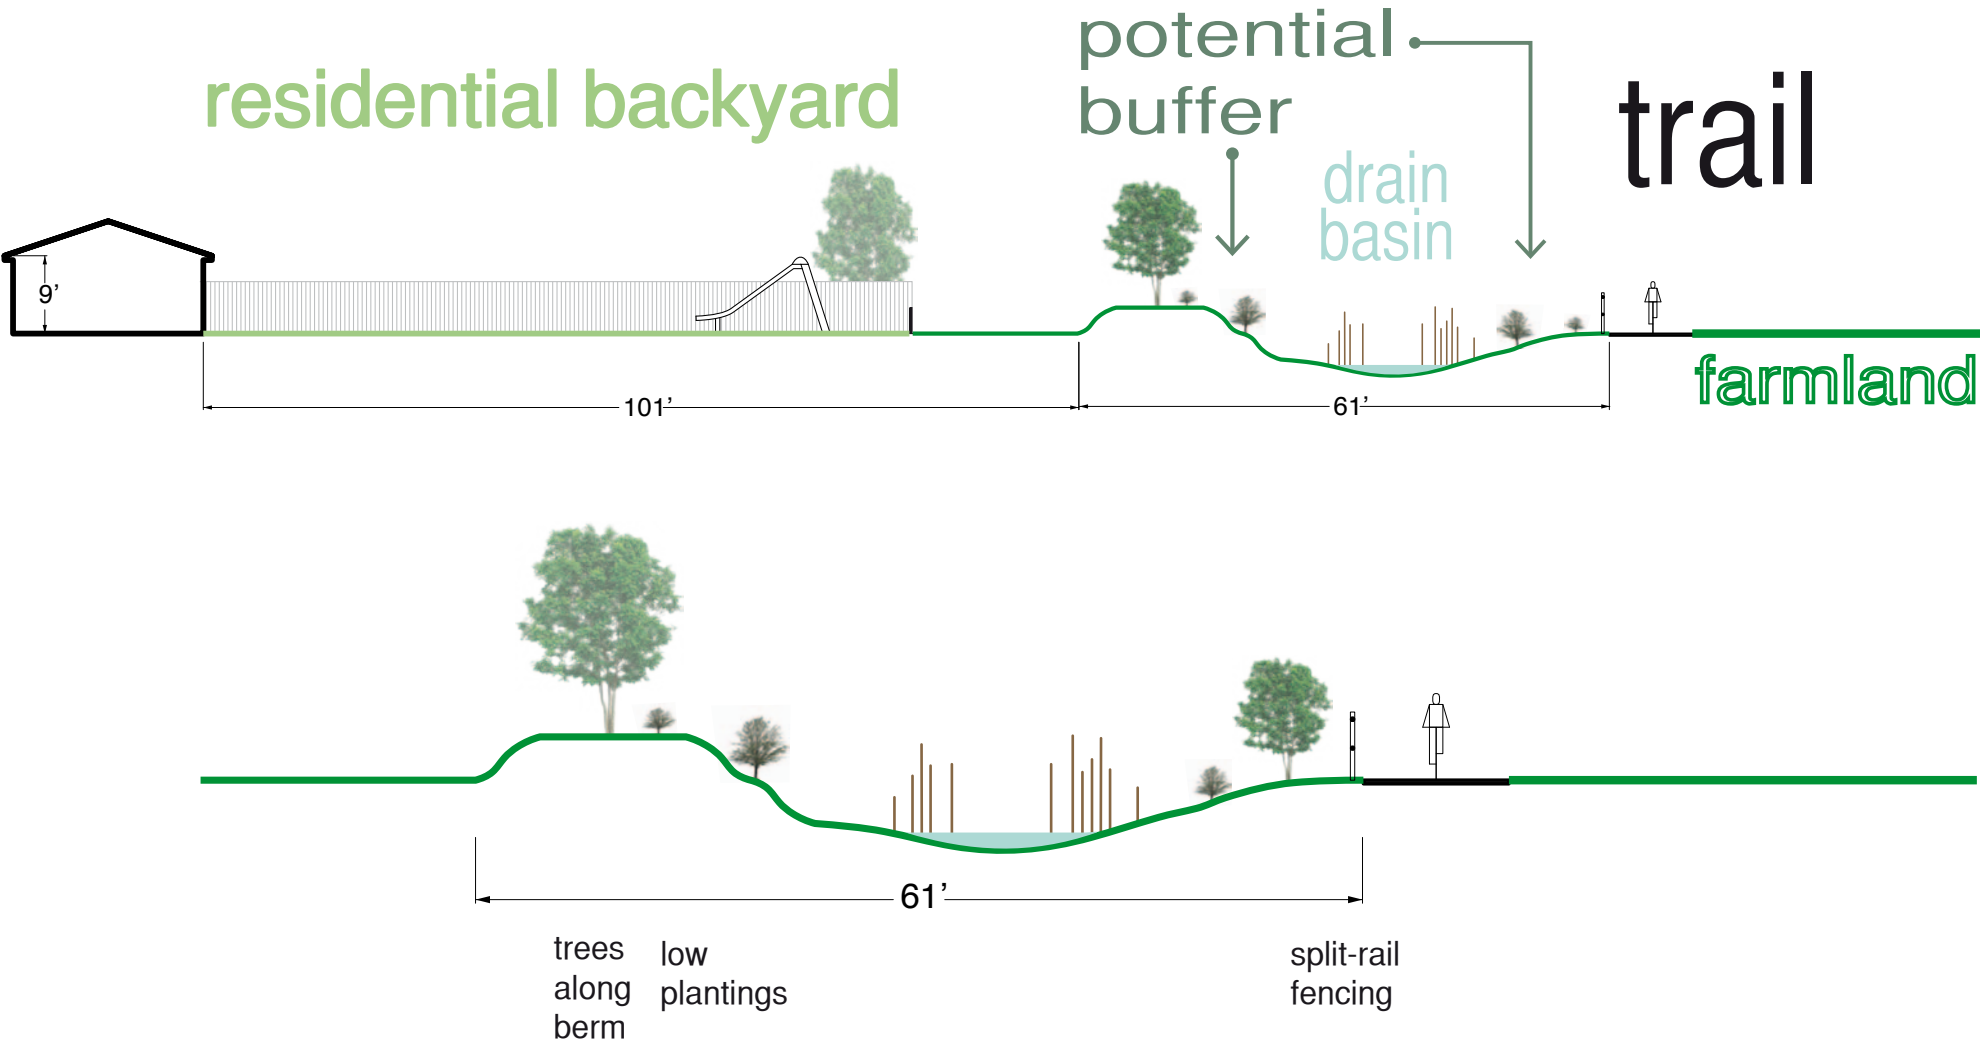 residential backyard
potential
buffer
drain
basin
trail
9’
farmland
101’
61’
61’
trees
along
berm
low
plantings
split-rail
fencing